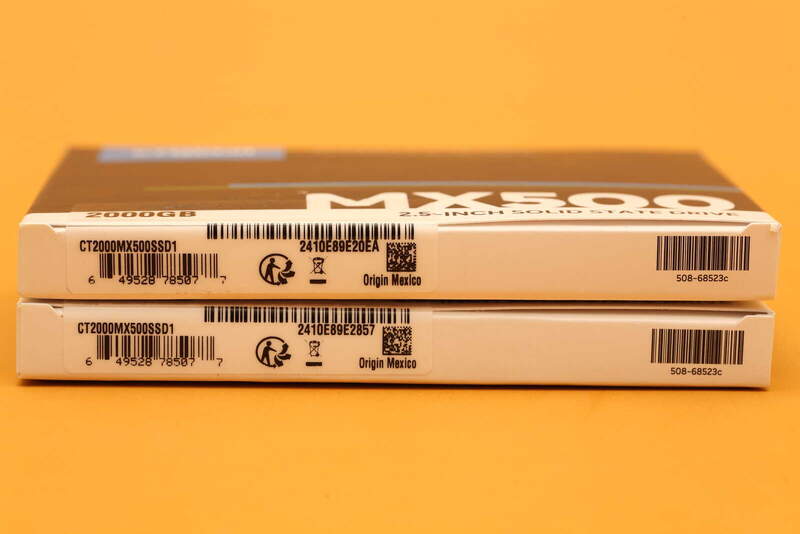 MX500
2000GB
2.5-INCH SOLID STATE DRIVE
CT2000MX500SSD1
2410E89E20EA
6 49528 78507 7
Origin Mexico
508-68523c
CT2000MX500SSD1
2410E89E2857
6 49528 78507 7
Origin Mexico
508-68523c